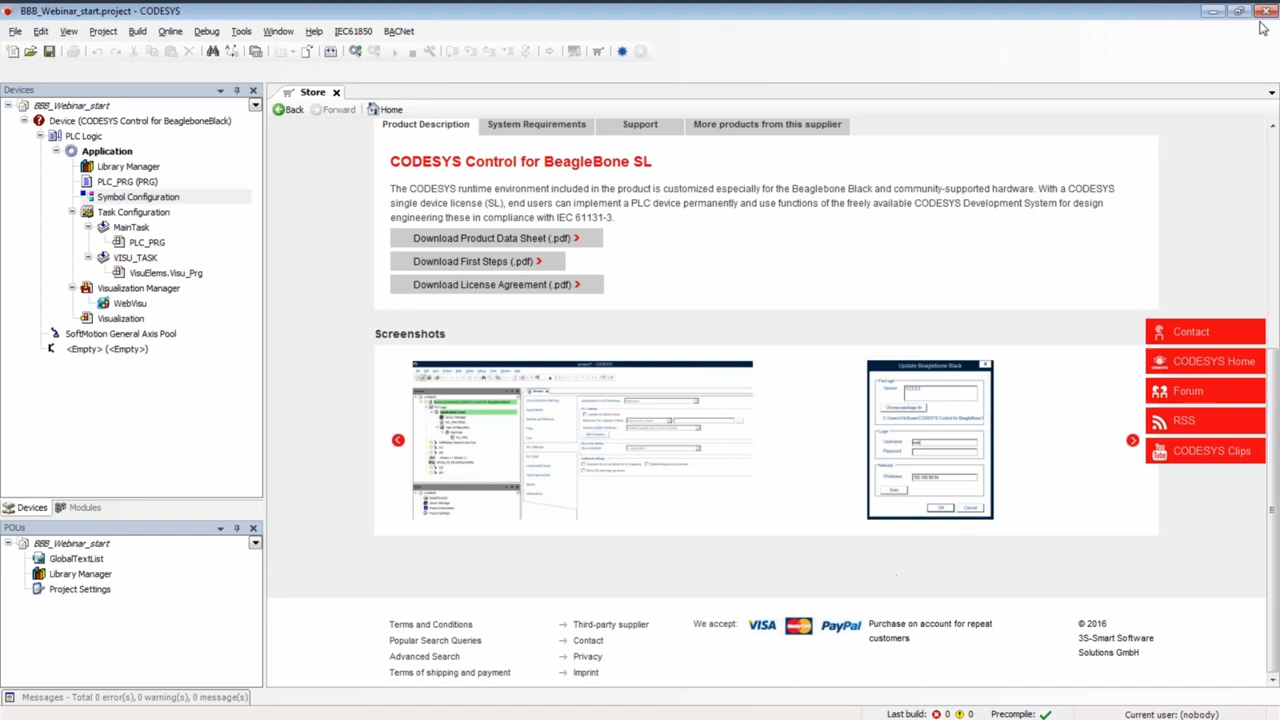 BBB_Webinar_start.project - CODESYS
File Edit View Project Build Online Debug Tools Window Help IEC61850 BACNet
Devices
BBB_Webinar_start
Device (CODESYS Control for BeagleboneBlack)
PLC Logic
Application
Library Manager
PLC_PRG (PRG)
Symbol Configuration
Task Configuration
MainTask
PLC_PRG
VISU_TASK
VisuElems.Visu_Prg
Visualization Manager
WebVisu
Visualization
SoftMotion General Axis Pool
<Empty> (<Empty>)
Devices Modules
POUs
BBB_Webinar_start
GlobalTextList
Library Manager
Project Settings
Store
Back Forward Home
Product Description System Requirements Support More products from this supplier
CODESYS Control for BeagleBone SL
The CODESYS runtime environment included in the product is customized especially for the Beaglebone Black and community-supported hardware. With a CODESYS
single device license (SL), end users can implement a PLC device permanently and use functions of the freely available CODESYS Development System for design
engineering these in compliance with IEC 61131-3.
Download Product Data Sheet (.pdf)
Download First Steps (.pdf)
Download License Agreement (.pdf)
Screenshots
Update Beaglebone Black
Contact
CODESYS Home
Forum
RSS
CODESYS Clips
Terms and Conditions
Popular Search Queries
Advanced Search
Terms of shipping and payment
Third-party supplier
Contact
Privacy
Imprint
We accept: VISA MasterCard PayPal Purchase on account for repeat
customers
© 2016
3S-Smart Software
Solutions GmbH
Messages - Total 0 error(s), 0 warning(s), 0 message(s)
Last build: 0 0 Precompile: Current user: (nobody)